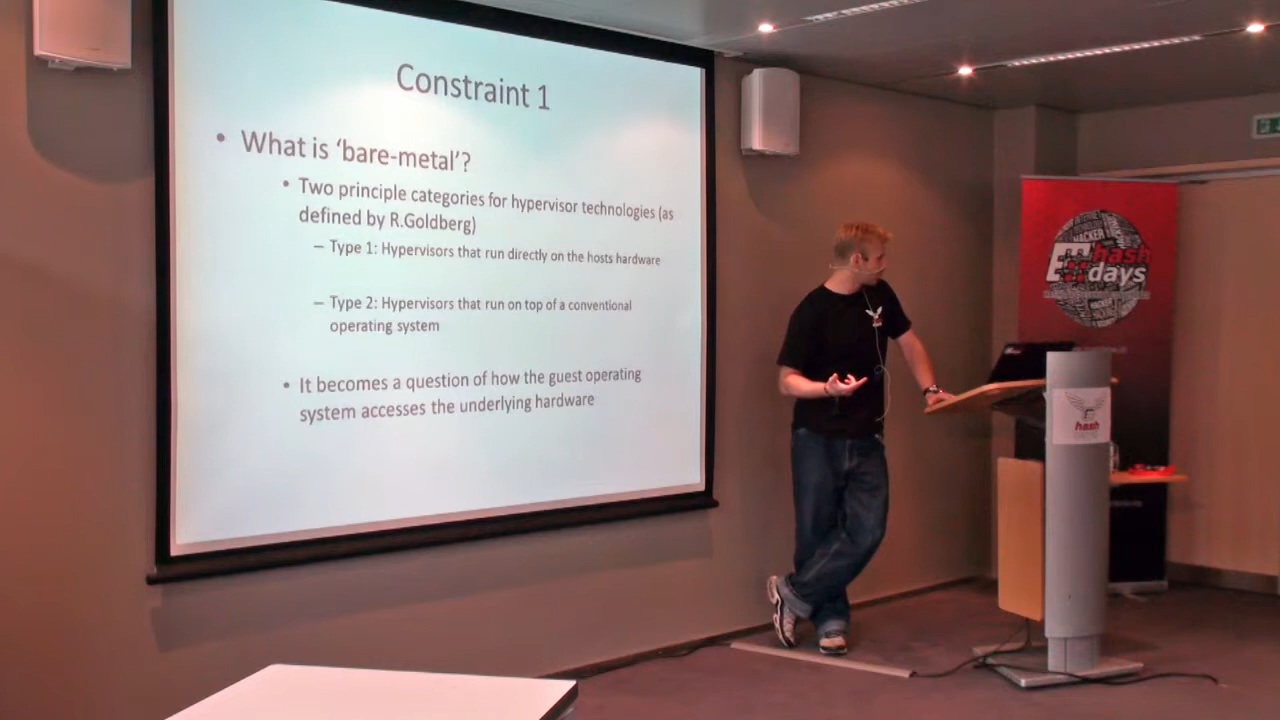 Constraint 1
• What is ‘bare-metal’?
• Two principle categories for hypervisor technologies (as
defined by R.Goldberg)
– Type 1: Hypervisors that run directly on the hosts hardware
– Type 2: Hypervisors that run on top of a conventional
operating system
• It becomes a question of how the guest operating
system accesses the underlying hardware
HACKER
hash
days
hash